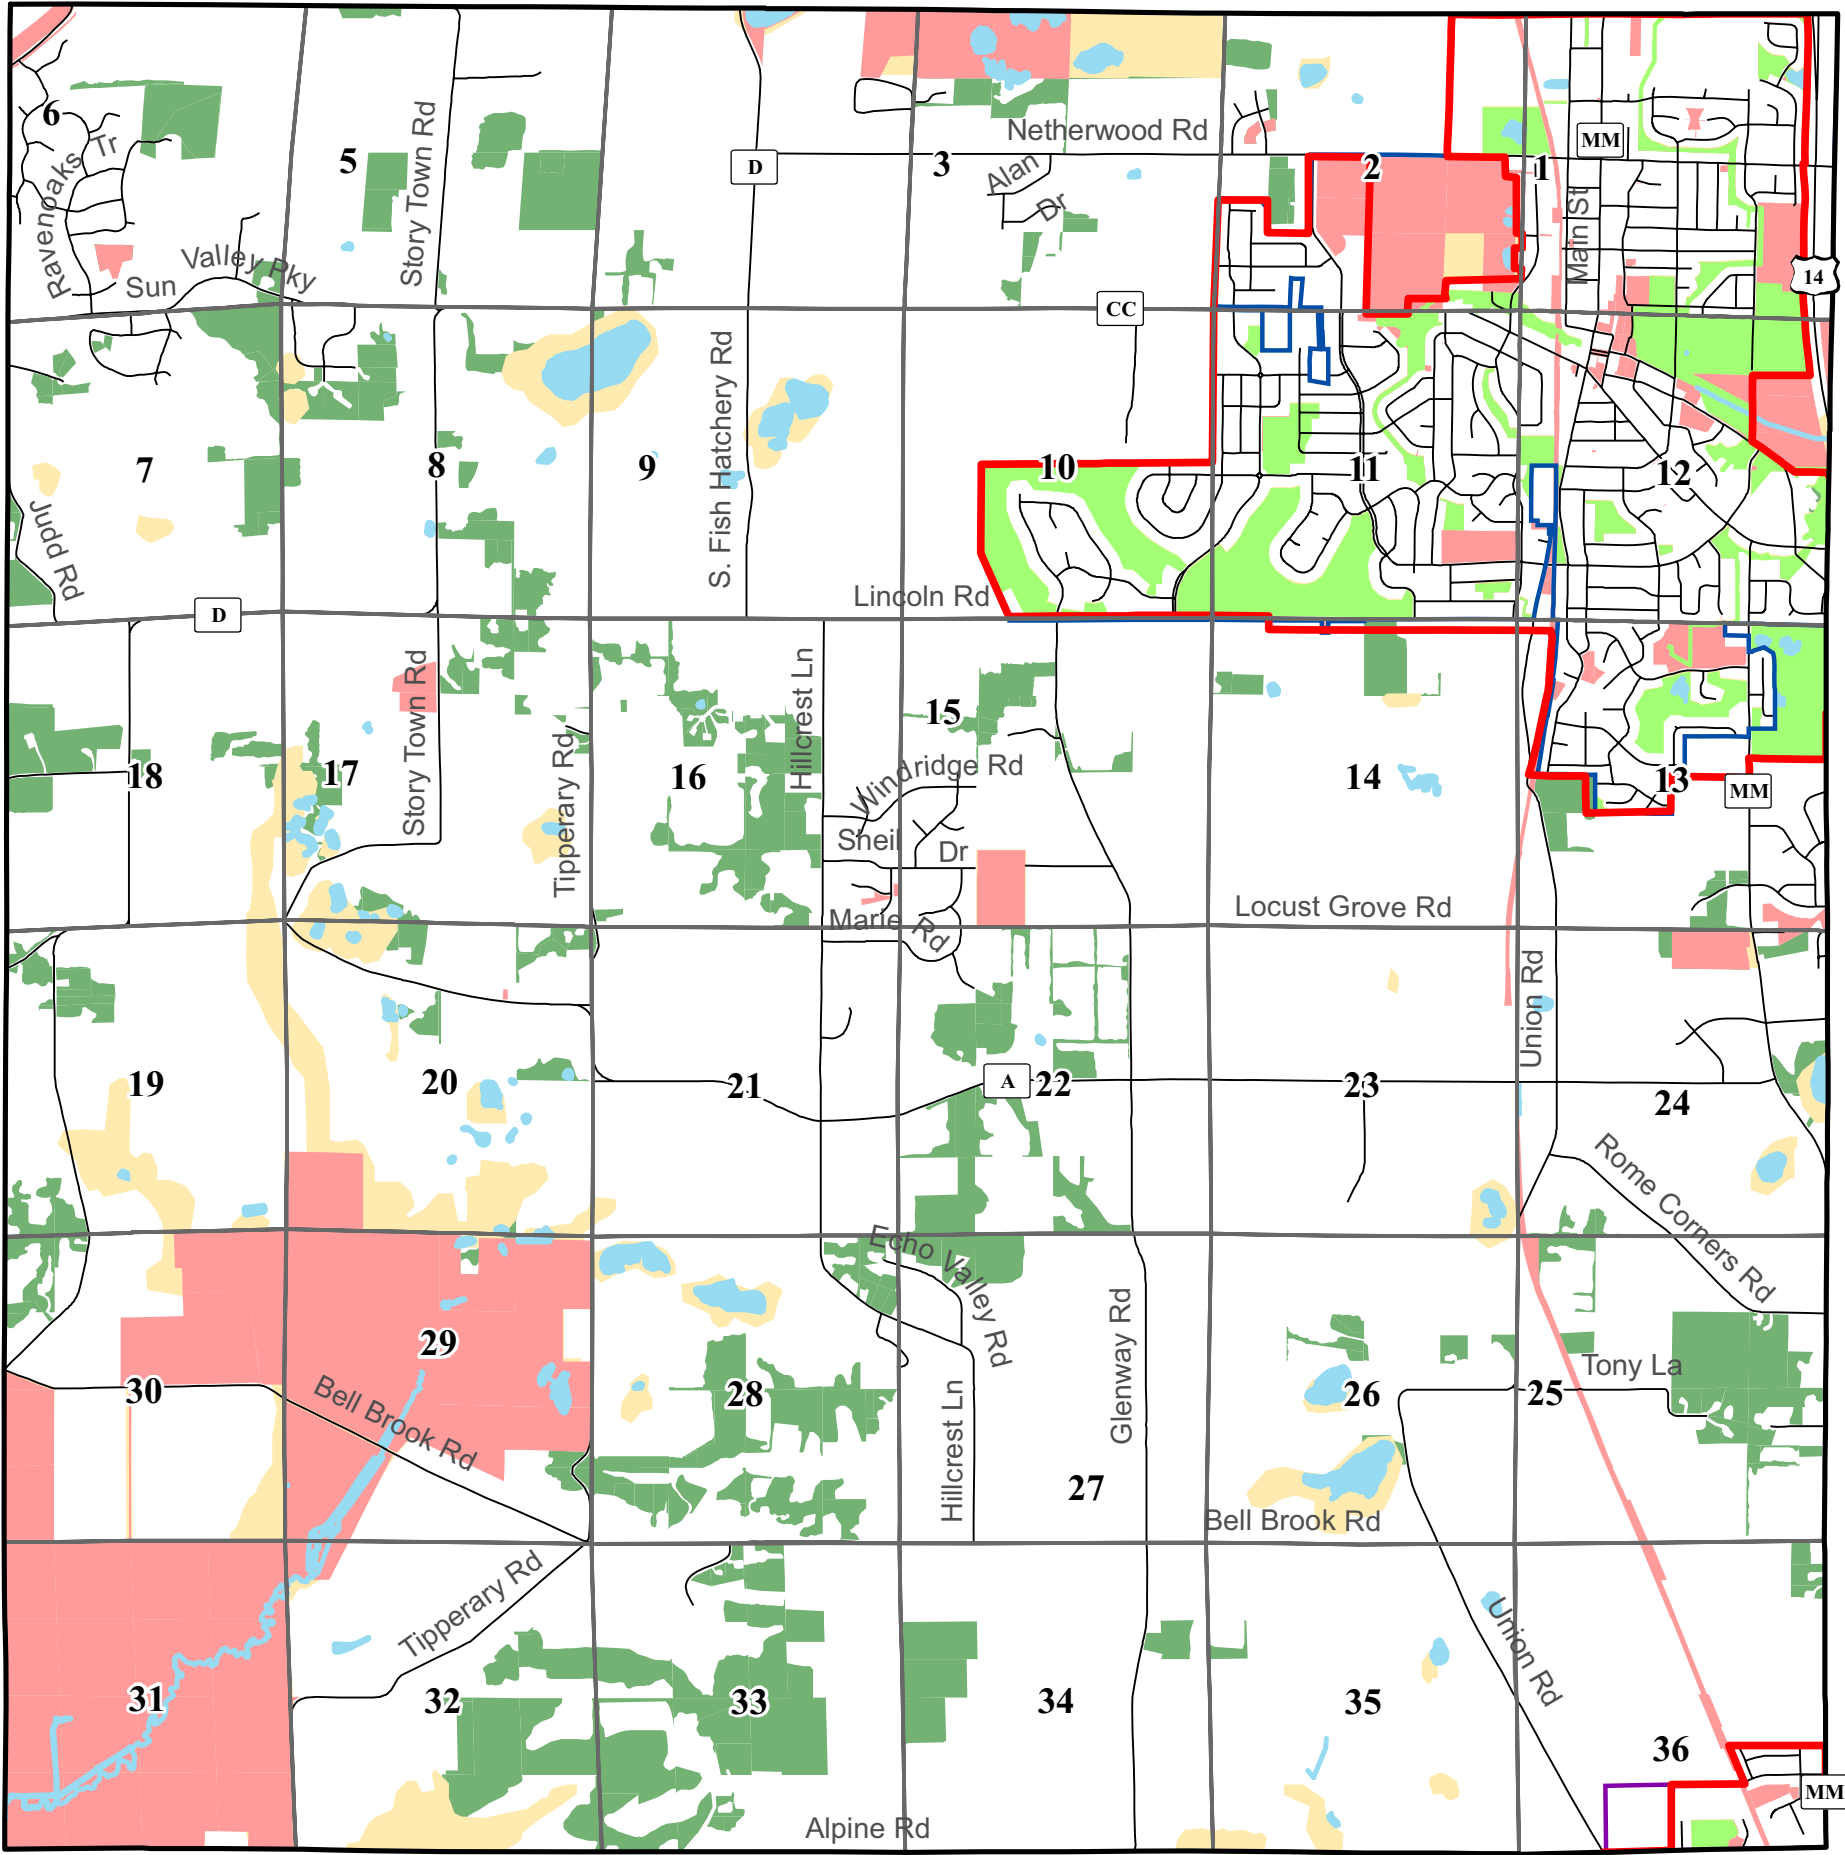 6
Ravenoaks Tr
5
Story Town Rd
D
3
Netherwood Rd
Alan Dr
2
1
MM
Main St
14
Sun Valley Pky
CC
7
Judd Rd
8
9
S. Fish Hatchery Rd
10
11
12
Lincoln Rd
D
18
17
Story Town Rd
Tipperary Rd
16
Hillcrest Ln
15
Windridge Rd
Sheil Dr
Marie Rd
14
Locust Grove Rd
13
MM
19
20
21
A
22
23
Union Rd
24
Rome Corners Rd
Echo Valley Rd
30
29
Bell Brook Rd
28
Hillcrest Ln
27
Glenway Rd
26
Bell Brook Rd
25
Tony La
31
Tipperary Rd
32
33
34
35
Union Rd
36
MM
Alpine Rd